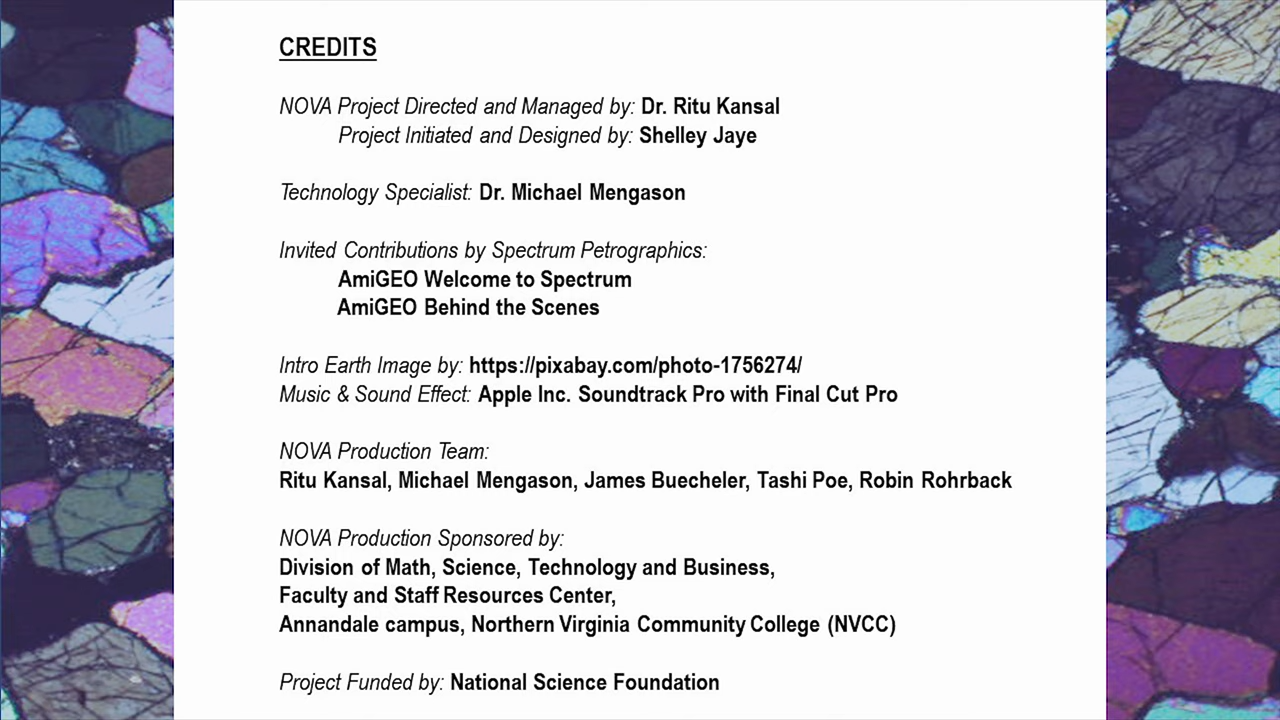 CREDITS
NOVA Project Directed and Managed by: Dr. Ritu Kansal
Project Initiated and Designed by: Shelley Jaye
Technology Specialist: Dr. Michael Mengason
Invited Contributions by Spectrum Petrographics:
AmiGEO Welcome to Spectrum
AmiGEO Behind the Scenes
Intro Earth Image by: https://pixabay.com/photo-1756274/
Music & Sound Effect: Apple Inc. Soundtrack Pro with Final Cut Pro
NOVA Production Team:
Ritu Kansal, Michael Mengason, James Buecheler, Tashi Poe, Robin Rohrback
NOVA Production Sponsored by:
Division of Math, Science, Technology and Business,
Faculty and Staff Resources Center,
Annandale campus, Northern Virginia Community College (NVCC)
Project Funded by: National Science Foundation